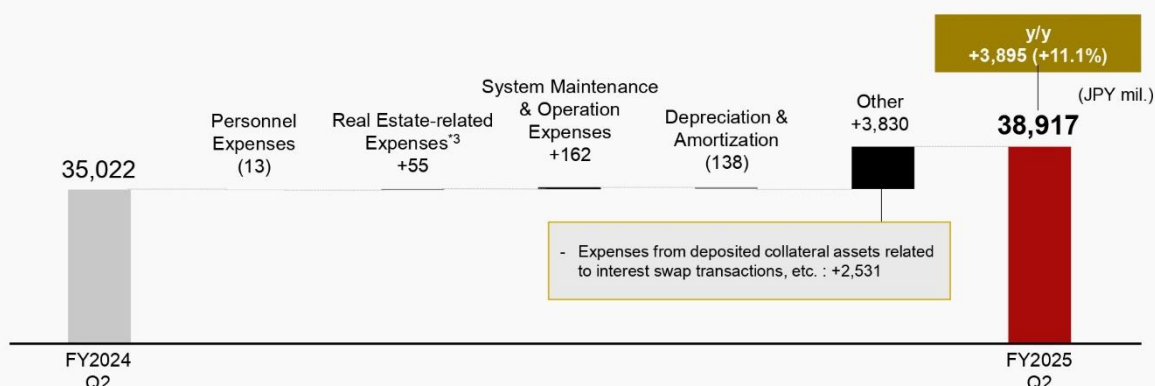 y/y
+3,895 (+11.1%)
(JPY mil.)
35,022
Personnel
Expenses
(13)
Real Estate-related
Expenses*3
+55
System Maintenance
& Operation
Expenses
+162
Depreciation &
Amortization
(138)
Other
+3,830
38,917
- Expenses from deposited collateral assets related
to interest swap transactions, etc. : +2,531
FY2024
Q2
FY2025
Q2